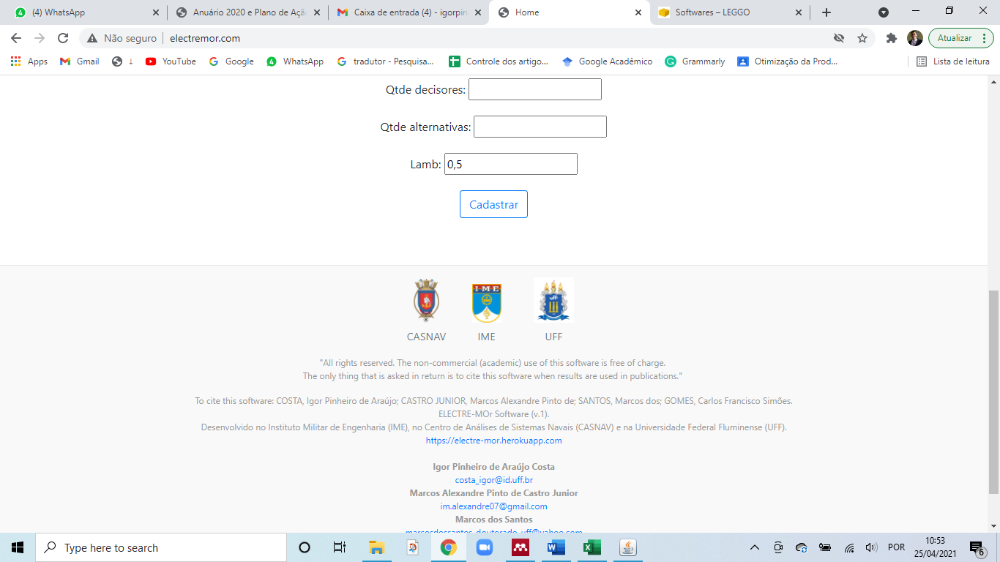 (4) WhatsApp
Anuário 2020 e Plano de Ação
Caixa de entrada (4) - igorpin
Home
Softwares – LEGGO
Não seguro
electremor.com
Atualizar
Apps
Gmail
↓
YouTube
Google
WhatsApp
tradutor - Pesquisa...
Controle dos artigo...
Google Acadêmico
Grammarly
Otimização da Prod...
Lista de leitura
Qtde decisores:
Qtde alternativas:
Lamb: 0,5
Cadastrar
IME
CASNAV
IME
UFF
"All rights reserved. The non-commercial (academic) use of this software is free of charge.
The only thing that is asked in return is to cite this software when results are used in publications."
To cite this software: COSTA, Igor Pinheiro de Araújo; CASTRO JUNIOR, Marcos Alexandre Pinto de; SANTOS, Marcos dos; GOMES, Carlos Francisco Simões.
ELECTRE-MOr Software (v.1).
Desenvolvido no Instituto Militar de Engenharia (IME), no Centro de Análises de Sistemas Navais (CASNAV) e na Universidade Federal Fluminense (UFF).
https://electre-mor.herokuapp.com
Igor Pinheiro de Araújo Costa
costa_igor@id.uff.br
Marcos Alexandre Pinto de Castro Junior
im.alexandre07@gmail.com
Marcos dos Santos
marcosdossantos_doutorado_uff@yahoo.com
Type here to search
POR
10:53
25/04/2021
6